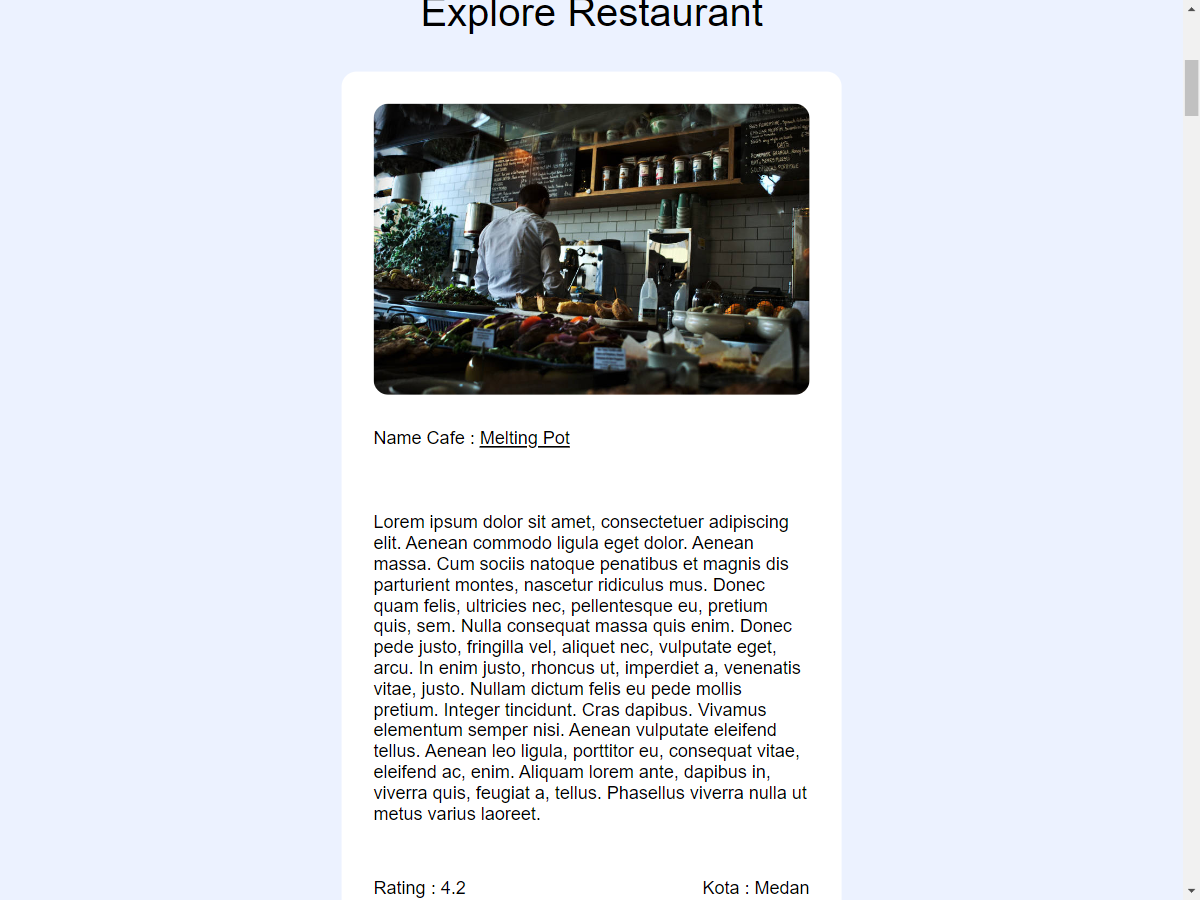 Explore Restaurant
Name Cafe : Melting Pot
Lorem ipsum dolor sit amet, consectetuer adipiscing
elit. Aenean commodo ligula eget dolor. Aenean
massa. Cum sociis natoque penatibus et magnis dis
parturient montes, nascetur ridiculus mus. Donec
quam felis, ultricies nec, pellentesque eu, pretium
quis, sem. Nulla consequat massa quis enim. Donec
pede justo, fringilla vel, aliquet nec, vulputate eget,
arcu. In enim justo, rhoncus ut, imperdiet a, venenatis
vitae, justo. Nullam dictum felis eu pede mollis
pretium. Integer tincidunt. Cras dapibus. Vivamus
elementum semper nisi. Aenean vulputate eleifend
tellus. Aenean leo ligula, porttitor eu, consequat vitae,
eleifend ac, enim. Aliquam lorem ante, dapibus in,
viverra quis, feugiat a, tellus. Phasellus viverra nulla ut
metus varius laoreet.
Rating : 4.2
Kota : Medan